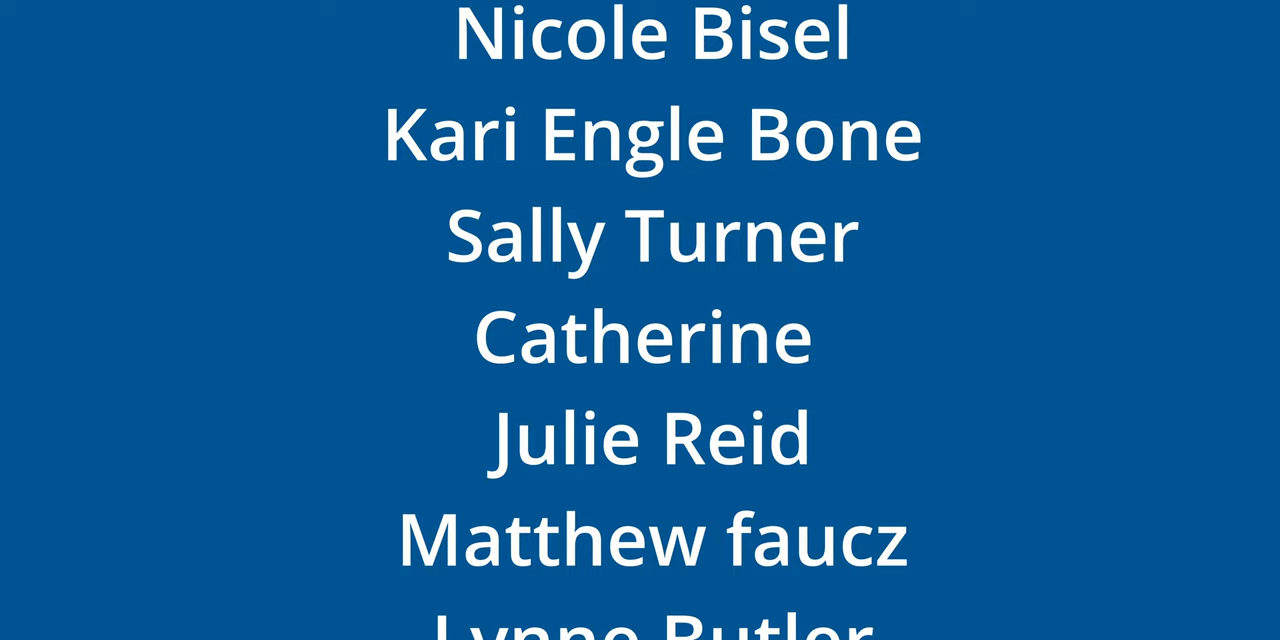 Nicole Bisel
Kari Engle Bone
Sally Turner
Catherine
Julie Reid
Matthew faucz
Lynne Butler